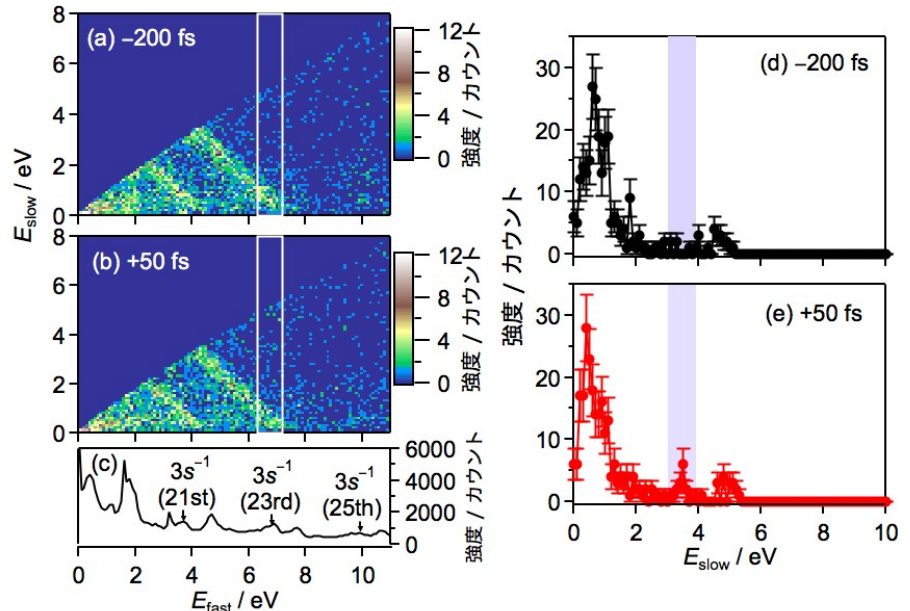 (a) −200 fs
8
6
4
2
0
E_slow / eV
12
8
4
0
強度 / カウント
(b) +50 fs
8
6
4
2
0
12
8
4
0
強度 / カウント
(c)
3s⁻¹
(21st)
3s⁻¹
(23rd)
3s⁻¹
(25th)
6000
4000
2000
0
強度 / カウント
0 2 4 6 8 10
E_fast / eV
(d) −200 fs
30
20
10
0
強度 / カウント
(e) +50 fs
30
20
10
0
0 2 4 6 8 10
E_slow / eV